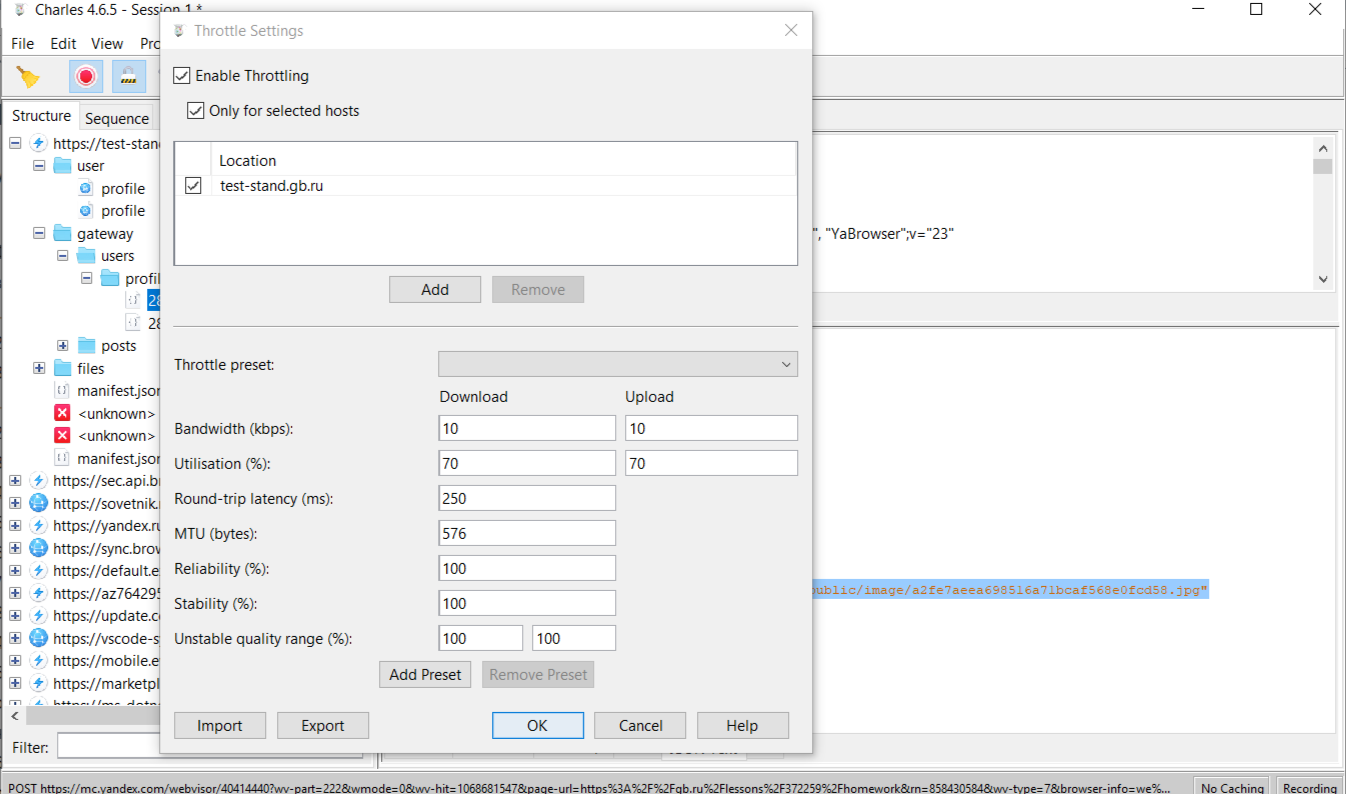 Charles 4.6.5 - Session 1 *
File Edit View Pro
Throttle Settings
Enable Throttling
Only for selected hosts
Location
test-stand.gb.ru
Add Remove
Throttle preset:
Download Upload
Bandwidth (kbps): 10 10
Utilisation (%): 70 70
Round-trip latency (ms): 250
MTU (bytes): 576
Reliability (%): 100
Stability (%): 100
Unstable quality range (%): 100 100
Add Preset Remove Preset
Import Export OK Cancel Help
Structure Sequence
https://test-stan
user
profile
profile
gateway
users
profil
28
28
posts
files
manifest.json
<unknown>
<unknown>
manifest.json
https://sec.api.b
https://sovetnik.
https://yandex.ru
https://sync.brow
https://default.e
https://az764295
https://update.co
https://vscode-s
https://mobile.e
https://marketpl
Filter:
", "YaBrowser";v="23"
public/image/a2fe7aeea698516a71bcaf568e0fcd58.jpg"
POST https://mc.yandex.com/webvisor/40414440?wv-part=222&wmode=0&wv-hit=1068681547&page-url=https%3A%2F%2Fgb.ru%2Flessons%2F372259%2Fhomework&rn=858430584&wv-type=7&browser-info=we%...
No Caching Recording